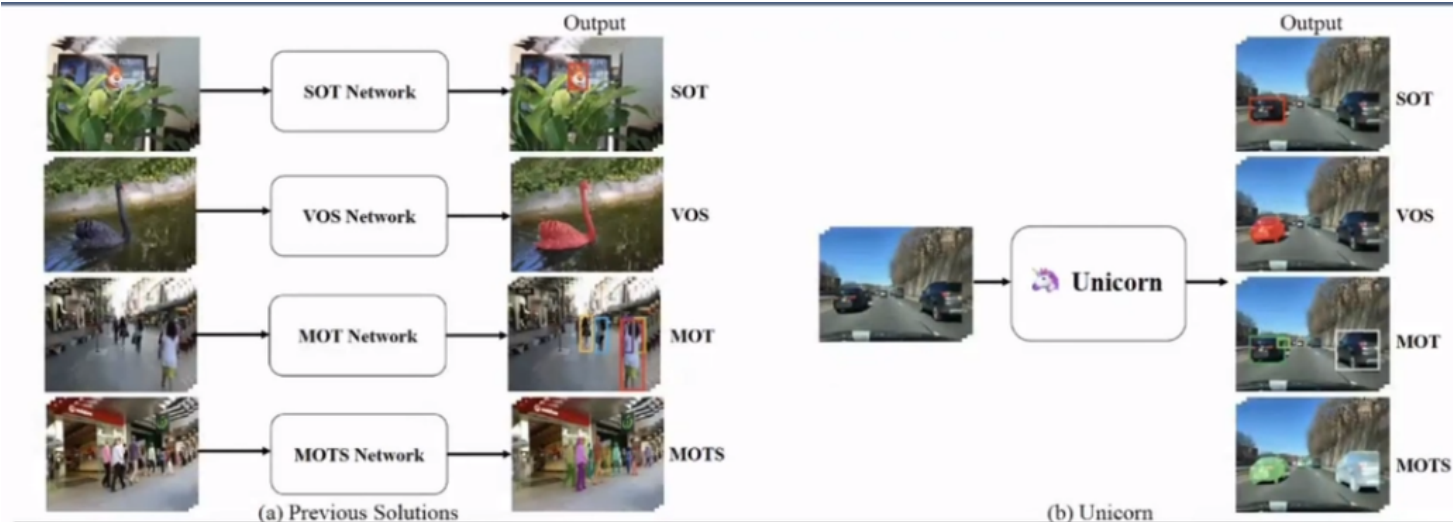 Output
SOT Network
SOT
VOS Network
VOS
MOT Network
MOT
MOTS Network
MOTS
(a) Previous Solutions
Output
SOT
VOS
Unicorn
MOT
MOTS
(b) Unicorn